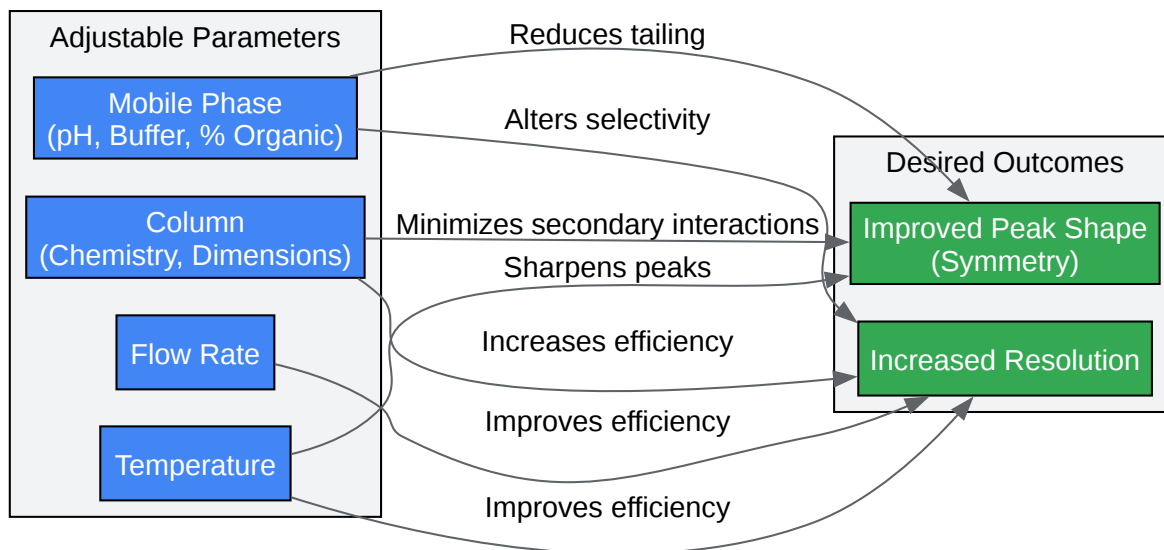 Adjustable Parameters
Mobile Phase
(pH, Buffer, % Organic)
Column
(Chemistry, Dimensions)
Flow Rate
Temperature
Reduces tailing
Alters selectivity
Minimizes secondary interactions
Sharpens peaks
Increases efficiency
Improves efficiency
Improves efficiency
Desired Outcomes
Improved Peak Shape
(Symmetry)
Increased Resolution